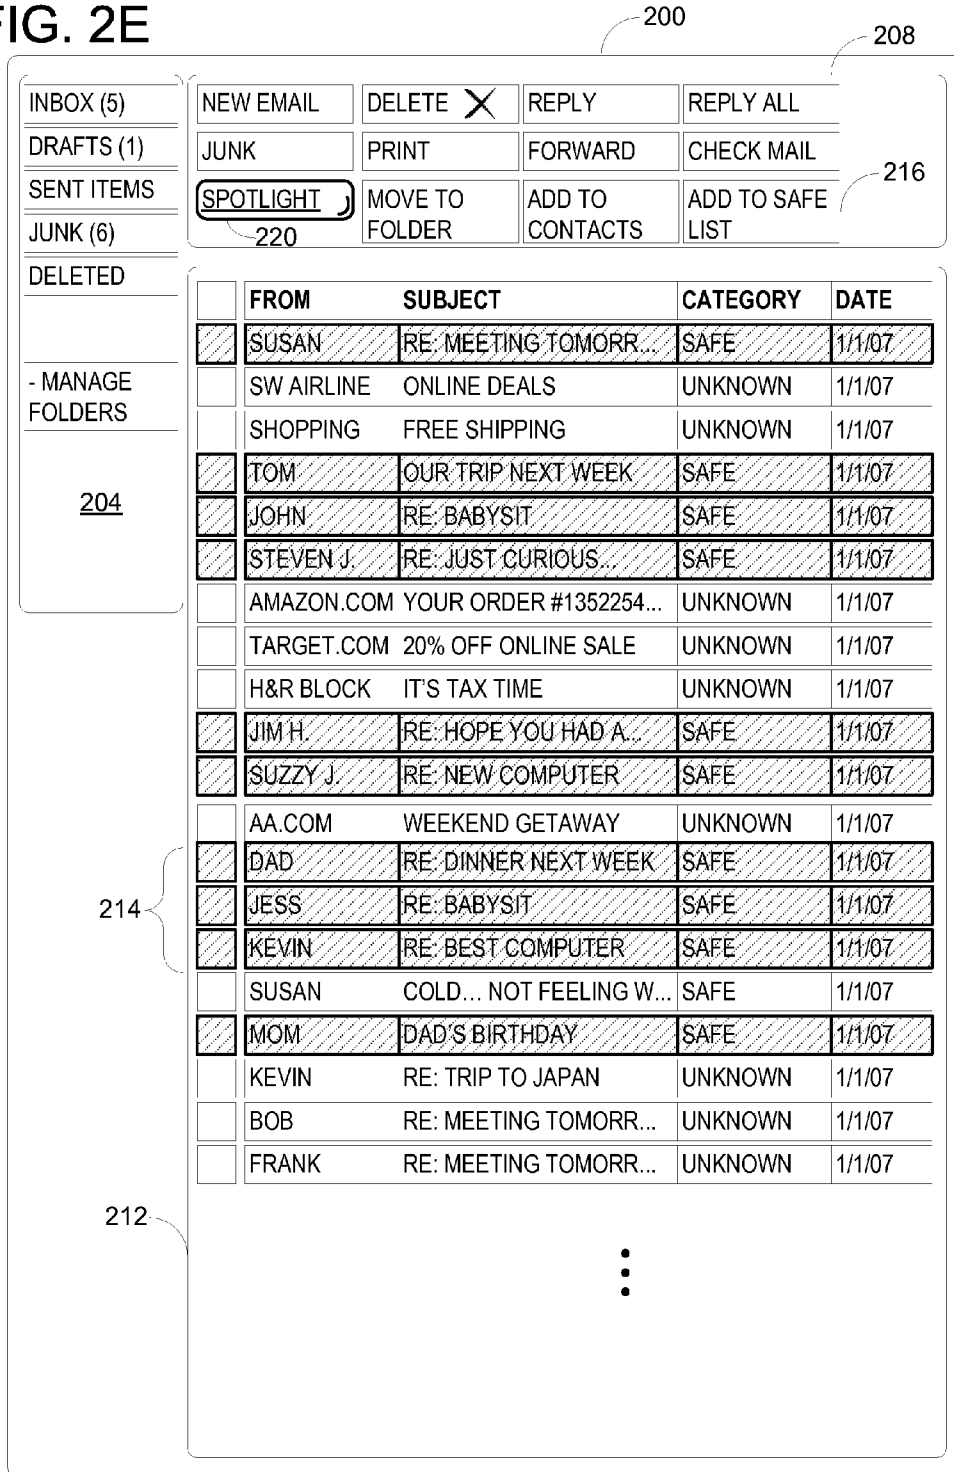 FIG. 2E
200
208
INBOX (5)
DRAFTS (1)
SENT ITEMS
JUNK (6)
DELETED
- MANAGE
FOLDERS
204
NEW EMAIL DELETE X REPLY REPLY ALL
JUNK PRINT FORWARD CHECK MAIL
SPOTLIGHT MOVE TO FOLDER ADD TO CONTACTS ADD TO SAFE LIST
216
220
FROM SUBJECT CATEGORY DATE
SUSAN RE: MEETING TOMORR... SAFE 1/1/07
SW AIRLINE ONLINE DEALS UNKNOWN 1/1/07
SHOPPING FREE SHIPPING UNKNOWN 1/1/07
TOM OUR TRIP NEXT WEEK SAFE 1/1/07
JOHN RE: BABYSIT SAFE 1/1/07
STEVEN J. RE: JUST CURIOUS... SAFE 1/1/07
AMAZON.COM YOUR ORDER #1352254... UNKNOWN 1/1/07
TARGET.COM 20% OFF ONLINE SALE UNKNOWN 1/1/07
H&R BLOCK IT'S TAX TIME UNKNOWN 1/1/07
JIM H. RE: HOPE YOU HAD A... SAFE 1/1/07
SUZZY J. RE: NEW COMPUTER SAFE 1/1/07
AA.COM WEEKEND GETAWAY UNKNOWN 1/1/07
DAD RE: DINNER NEXT WEEK SAFE 1/1/07
214
JESS RE: BABYSIT SAFE 1/1/07
KEVIN RE: BEST COMPUTER SAFE 1/1/07
SUSAN COLD... NOT FEELING W... SAFE 1/1/07
MOM DAD'S BIRTHDAY SAFE 1/1/07
KEVIN RE: TRIP TO JAPAN UNKNOWN 1/1/07
BOB RE: MEETING TOMORR... UNKNOWN 1/1/07
FRANK RE: MEETING TOMORR... UNKNOWN 1/1/07
212